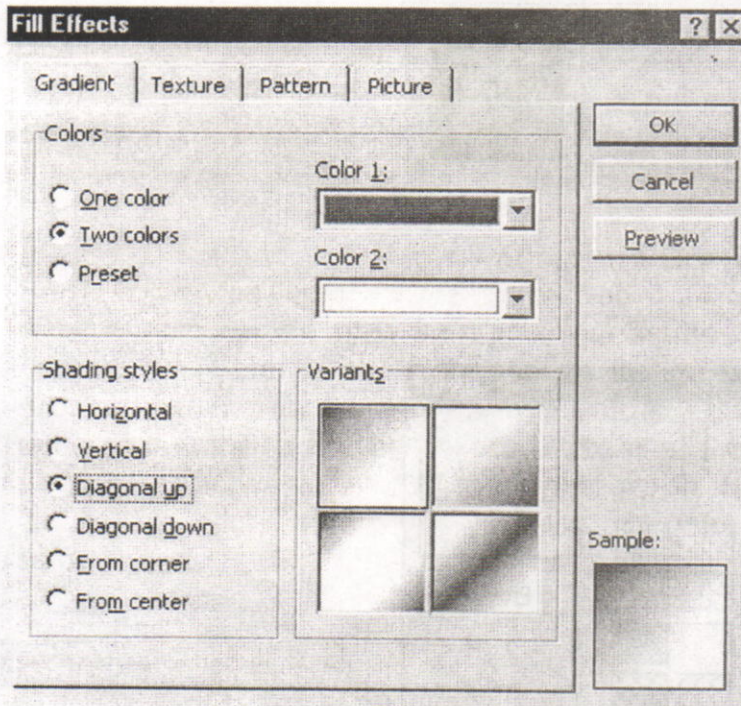 Fill Effects
? ×
Gradient Texture Pattern Picture
Colors
One color
Two colors
Preset
Color 1:
Color 2:
OK
Cancel
Preview
Shading styles
Horizontal
Vertical
Diagonal up
Diagonal down
From corner
From center
Variants
Sample: